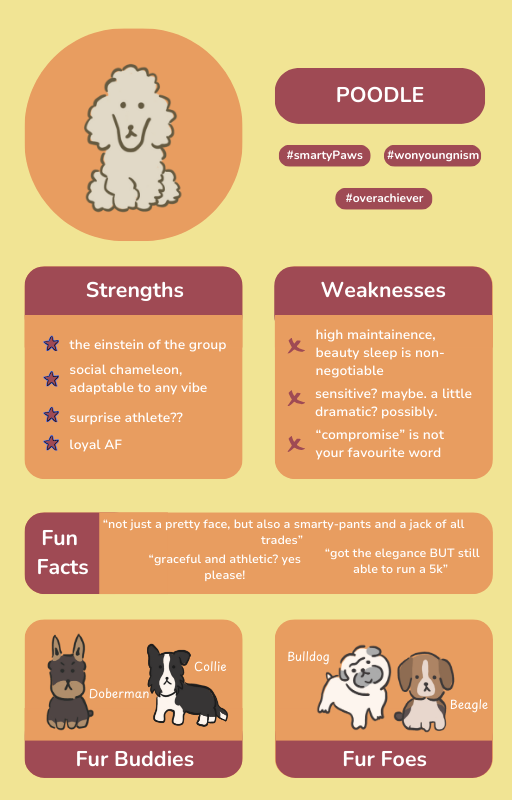 POODLE
#smartyPaws
#wonyoungnism
#overachiever
Strengths
the einstein of the group
social chameleon,
adaptable to any vibe
surprise athlete??
loyal AF
Weaknesses
high maintainence,
beauty sleep is non-
negotiable
sensitive? maybe. a little
dramatic? possibly.
“compromise” is not
your favourite word
Fun
Facts
“not just a pretty face, but also a smarty-pants and a jack of all
trades”
“graceful and athletic? yes
please!
“got the elegance BUT still
able to run a 5k”
Doberman
Collie
Fur Buddies
Bulldog
Beagle
Fur Foes